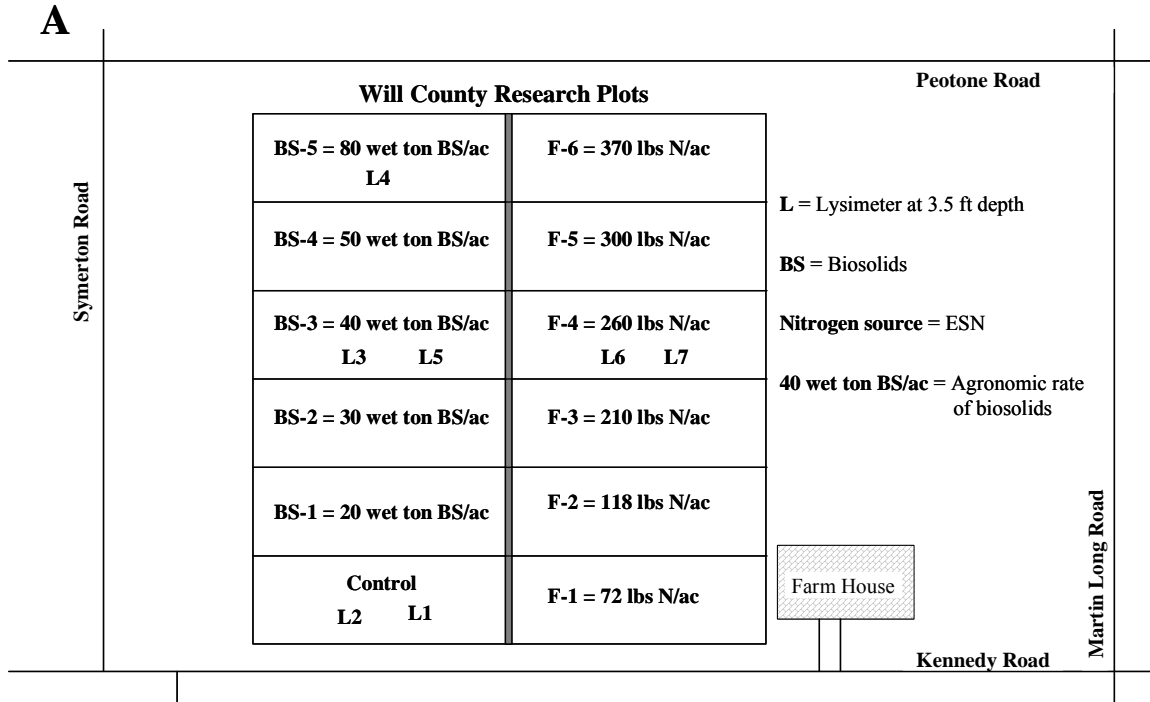 A
Peotone Road
Will County Research Plots
Symerton Road
BS-5 = 80 wet ton BS/ac
L4
F-6 = 370 lbs N/ac
BS-4 = 50 wet ton BS/ac
F-5 = 300 lbs N/ac
BS-3 = 40 wet ton BS/ac
L3 L5
F-4 = 260 lbs N/ac
L6 L7
BS-2 = 30 wet ton BS/ac
F-3 = 210 lbs N/ac
BS-1 = 20 wet ton BS/ac
F-2 = 118 lbs N/ac
Control
L2 L1
F-1 = 72 lbs N/ac
L = Lysimeter at 3.5 ft depth
BS = Biosolids
Nitrogen source = ESN
40 wet ton BS/ac = Agronomic rate
of biosolids
Farm House
Martin Long Road
Kennedy Road